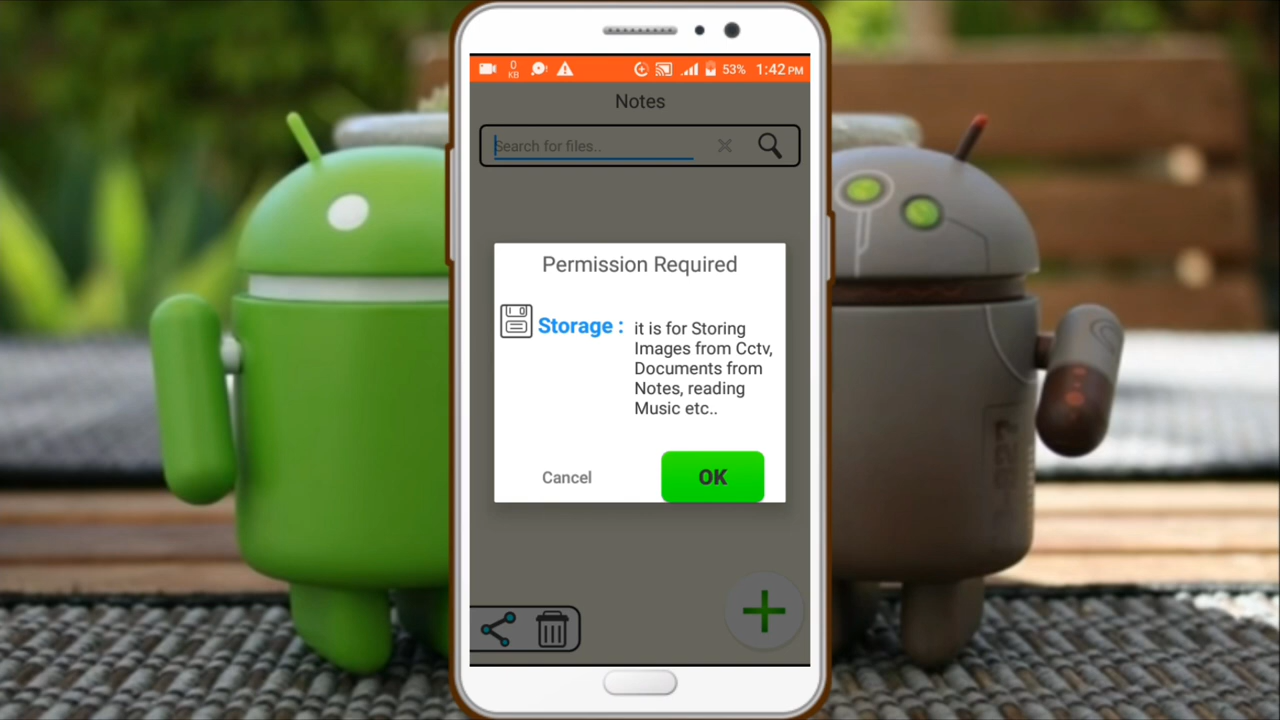 0
KB
53% 1:42 PM
Notes
Search for files..
Permission Required
Storage : it is for Storing
Images from Cctv,
Documents from
Notes, reading
Music etc..
Cancel
OK